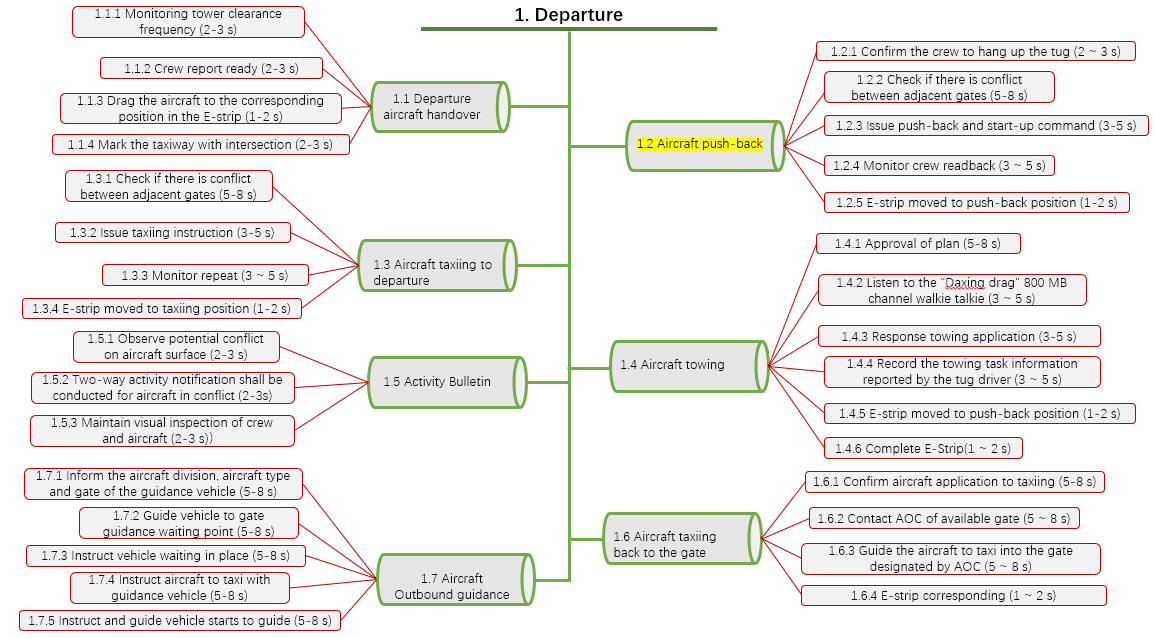 1. Departure
1.1 Departure
aircraft handover
1.1.1 Monitoring tower clearance
frequency (2-3 s)
1.1.2 Crew report ready (2-3 s)
1.1.3 Drag the aircraft to the corresponding
position in the E-strip (1-2 s)
1.1.4 Mark the taxiway with intersection (2-3 s)
1.2 Aircraft push-back
1.2.1 Confirm the crew to hang up the tug (2 ~ 3 s)
1.2.2 Check if there is conflict
between adjacent gates (5-8 s)
1.2.3 Issue push-back and start-up command (3-5 s)
1.2.4 Monitor crew readback (3 ~ 5 s)
1.2.5 E-strip moved to push-back position (1-2 s)
1.3 Aircraft taxiing to
departure
1.3.1 Check if there is conflict
between adjacent gates (5-8 s)
1.3.2 Issue taxiing instruction (3-5 s)
1.3.3 Monitor repeat (3 ~ 5 s)
1.3.4 E-strip moved to taxiing position (1-2 s)
1.4 Aircraft towing
1.4.1 Approval of plan (5-8 s)
1.4.2 Listen to the "Daxing drag" 800 MB
channel walkie talkie (3 ~ 5 s)
1.4.3 Response towing application (3-5 s)
1.4.4 Record the towing task information
reported by the tug driver (3 ~ 5 s)
1.4.5 E-strip moved to push-back position (1-2 s)
1.4.6 Complete E-Strip(1 ~ 2 s)
1.5 Activity Bulletin
1.5.1 Observe potential conflict
on aircraft surface (2-3 s)
1.5.2 Two-way activity notification shall be
conducted for aircraft in conflict (2-3s)
1.5.3 Maintain visual inspection of crew
and aircraft (2-3 s))
1.6 Aircraft taxiing
back to the gate
1.6.1 Confirm aircraft application to taxiing (5-8 s)
1.6.2 Contact AOC of available gate (5 ~ 8 s)
1.6.3 Guide the aircraft to taxi into the gate
designated by AOC (5 ~ 8 s)
1.6.4 E-strip corresponding (1 ~ 2 s)
1.7 Aircraft
Outbound guidance
1.7.1 Inform the aircraft division, aircraft type
and gate of the guidance vehicle (5-8 s)
1.7.2 Guide vehicle to gate
guidance waiting point (5-8 s)
1.7.3 Instruct vehicle waiting in place (5-8 s)
1.7.4 Instruct aircraft to taxi with
guidance vehicle (5-8 s)
1.7.5 Instruct and guide vehicle starts to guide (5-8 s)